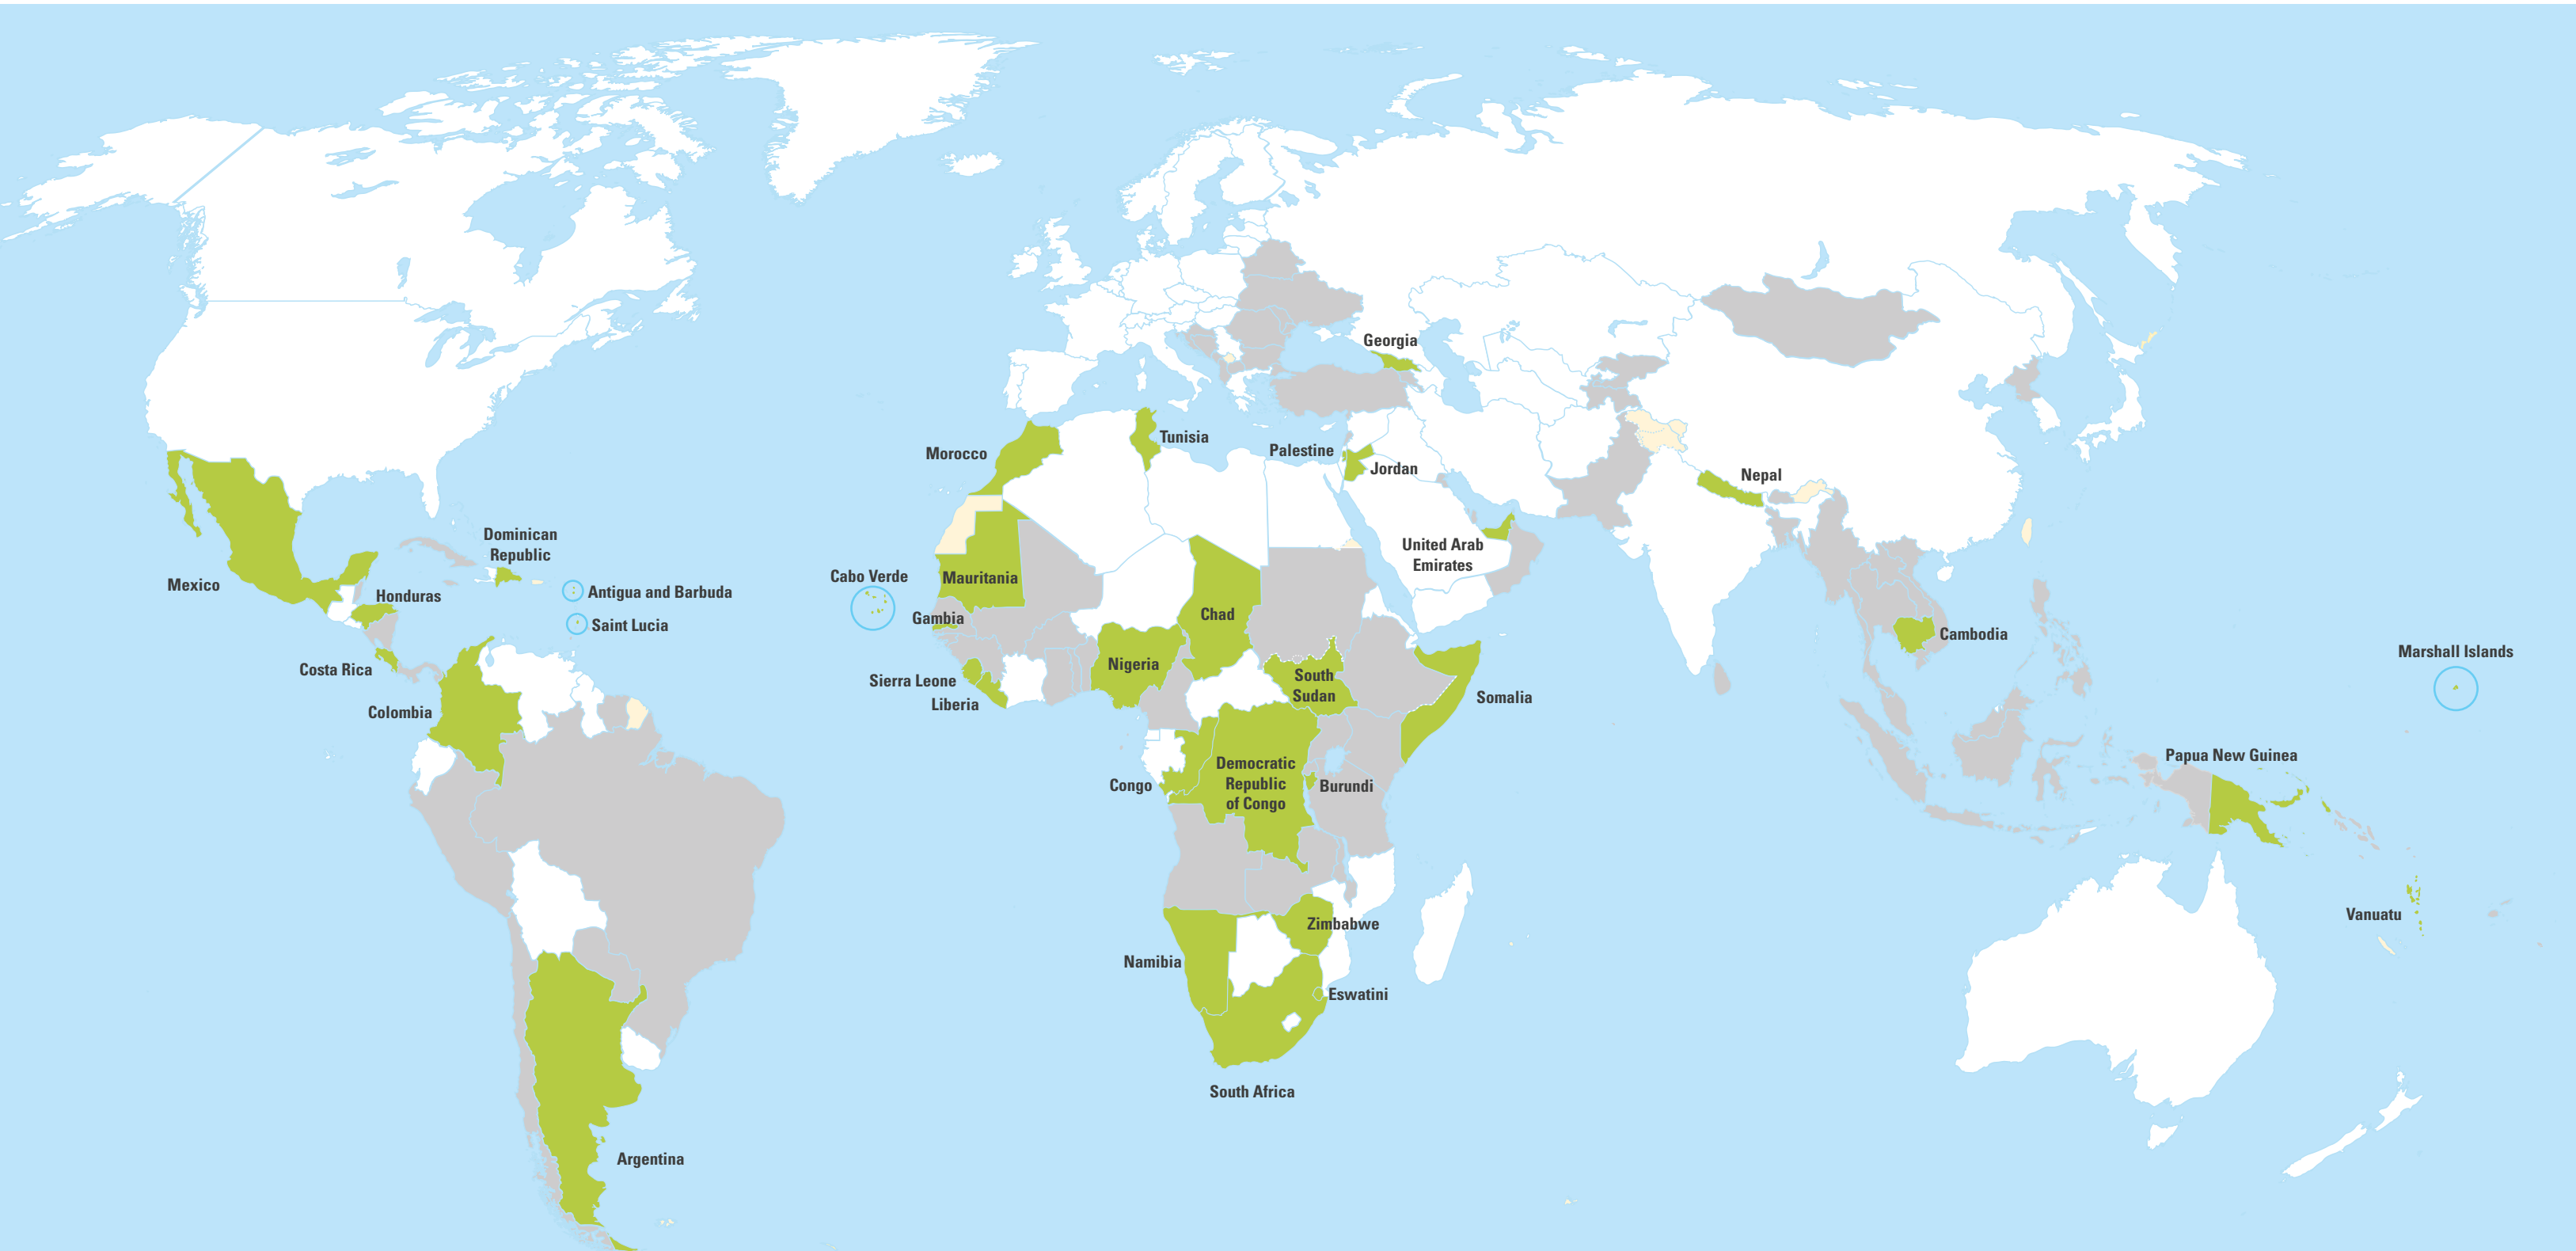 Georgia
Tunisia
Morocco
Palestine
Jordan
Nepal
Dominican
Republic
United Arab
Emirates
Mexico
Honduras
Antigua and Barbuda
Cabo Verde
Mauritania
Saint Lucia
Gambia
Chad
Cambodia
Costa Rica
Nigeria
Marshall Islands
Sierra Leone
South
Sudan
Liberia
Somalia
Colombia
Papua New Guinea
Democratic
Republic
of Congo
Congo
Burundi
Vanuatu
Zimbabwe
Namibia
Eswatini
South Africa
Argentina